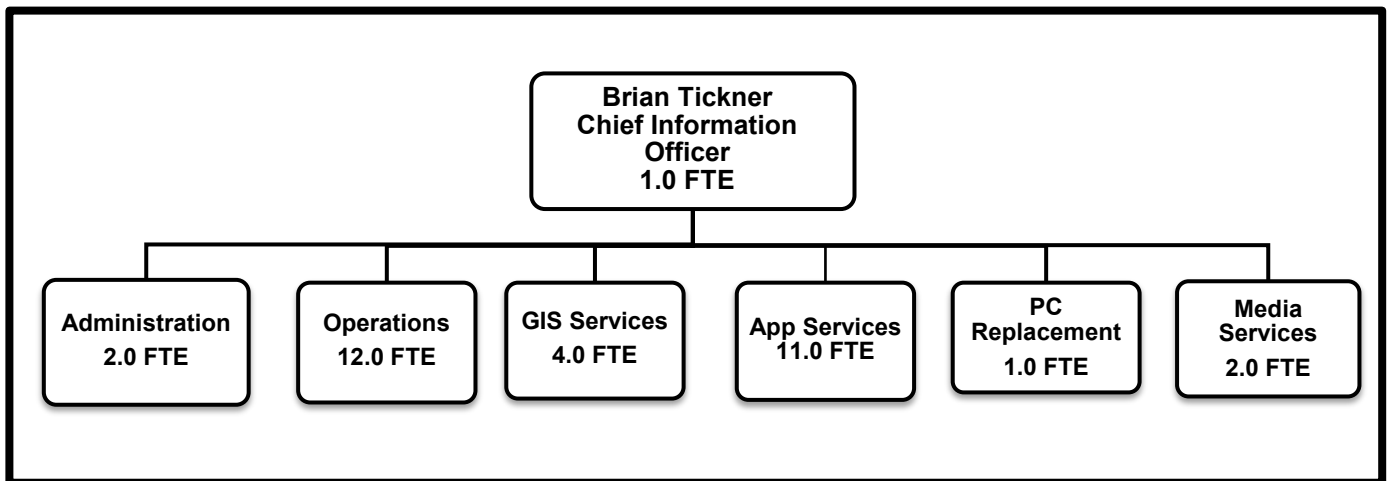 Brian Tickner
Chief Information
Officer
1.0 FTE
Administration
2.0 FTE
Operations
12.0 FTE
GIS Services
4.0 FTE
App Services
11.0 FTE
PC
Replacement
1.0 FTE
Media
Services
2.0 FTE